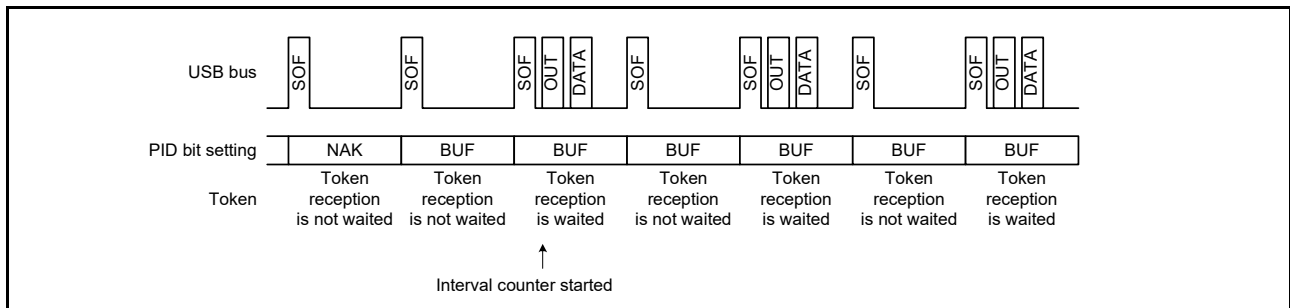 SOF SOF SOF OUT DATA SOF SOF OUT DATA SOF SOF OUT DATA
USB bus
PID bit setting NAK BUF BUF BUF BUF BUF BUF
Token Token Token Token Token Token Token
Token reception reception reception reception reception reception reception
is not waited is not waited is waited is not waited is waited is not waited is waited
Interval counter started